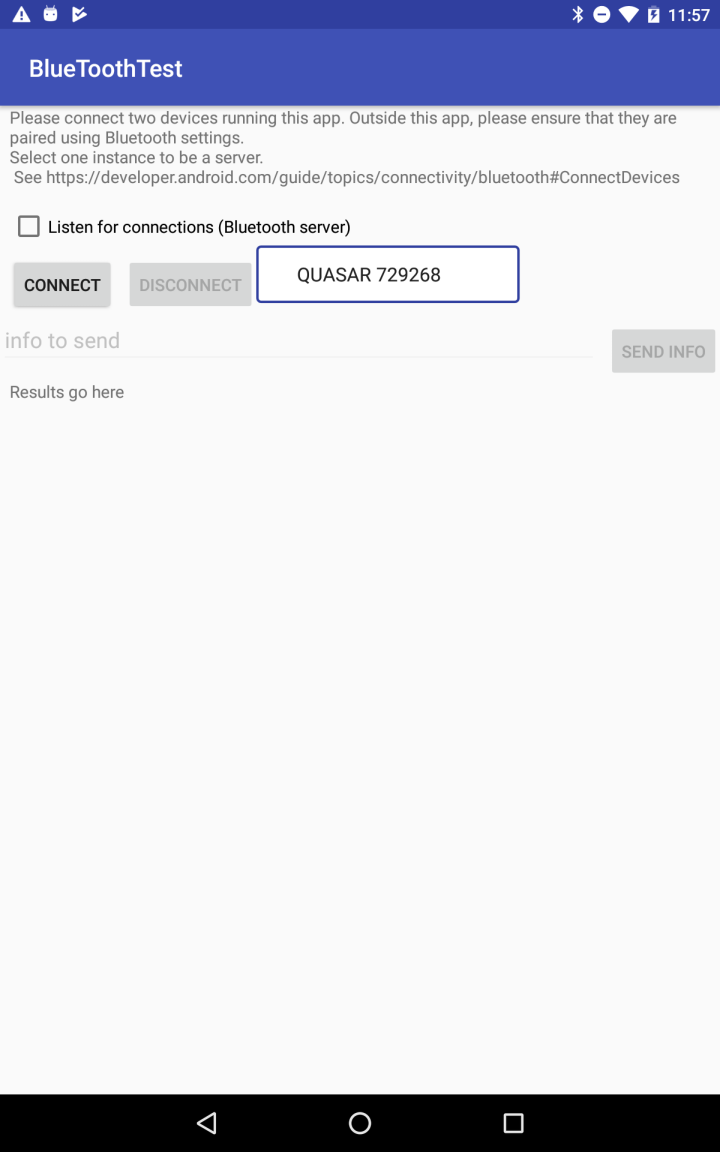 11:57
BlueToothTest
Please connect two devices running this app. Outside this app, please ensure that they are
paired using Bluetooth settings.
Select one instance to be a server.
See https://developer.android.com/guide/topics/connectivity/bluetooth#ConnectDevices
Listen for connections (Bluetooth server)
CONNECT DISCONNECT QUASAR 729268
info to send SEND INFO
Results go here